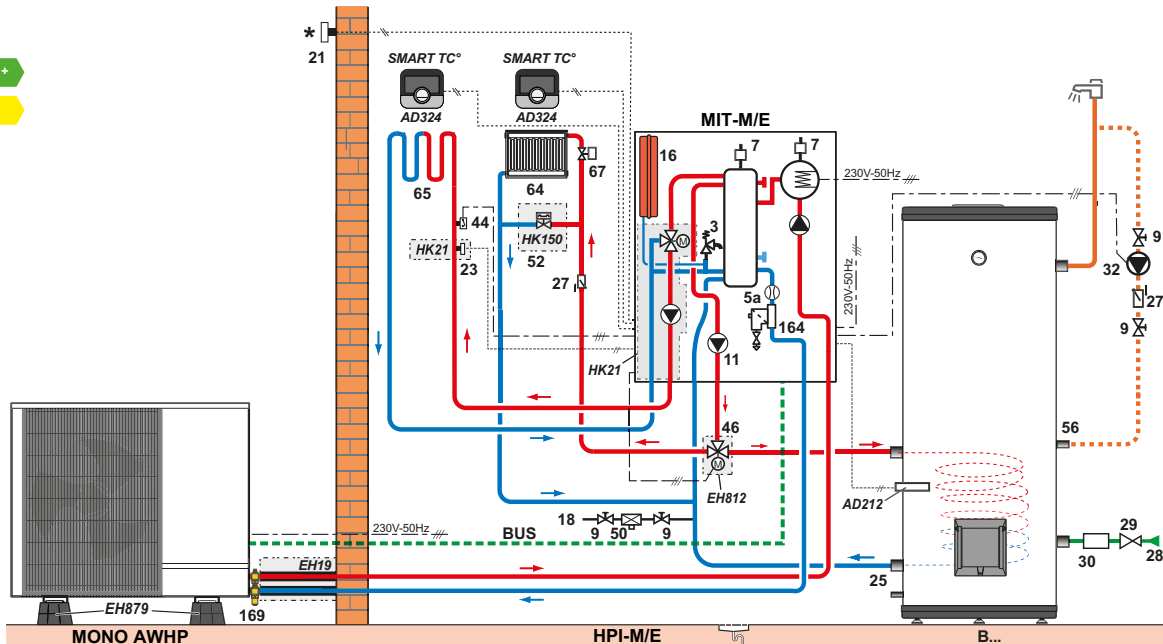 +
*
21
SMART TC°
SMART TC°
AD324
AD324
MIT-M/E
16
7
7
67
65
64
3
230V-50Hz
44
HK150
HK21
23
52
27
M
5a
164
230V-50Hz
11
HK21
9
32
27
9
46
M
EH812
56
AD212
18
9
50
9
230V-50Hz
BUS
29
30
28
25
EH19
EH879
169
MONO AWHP
HPI-M/E
B...